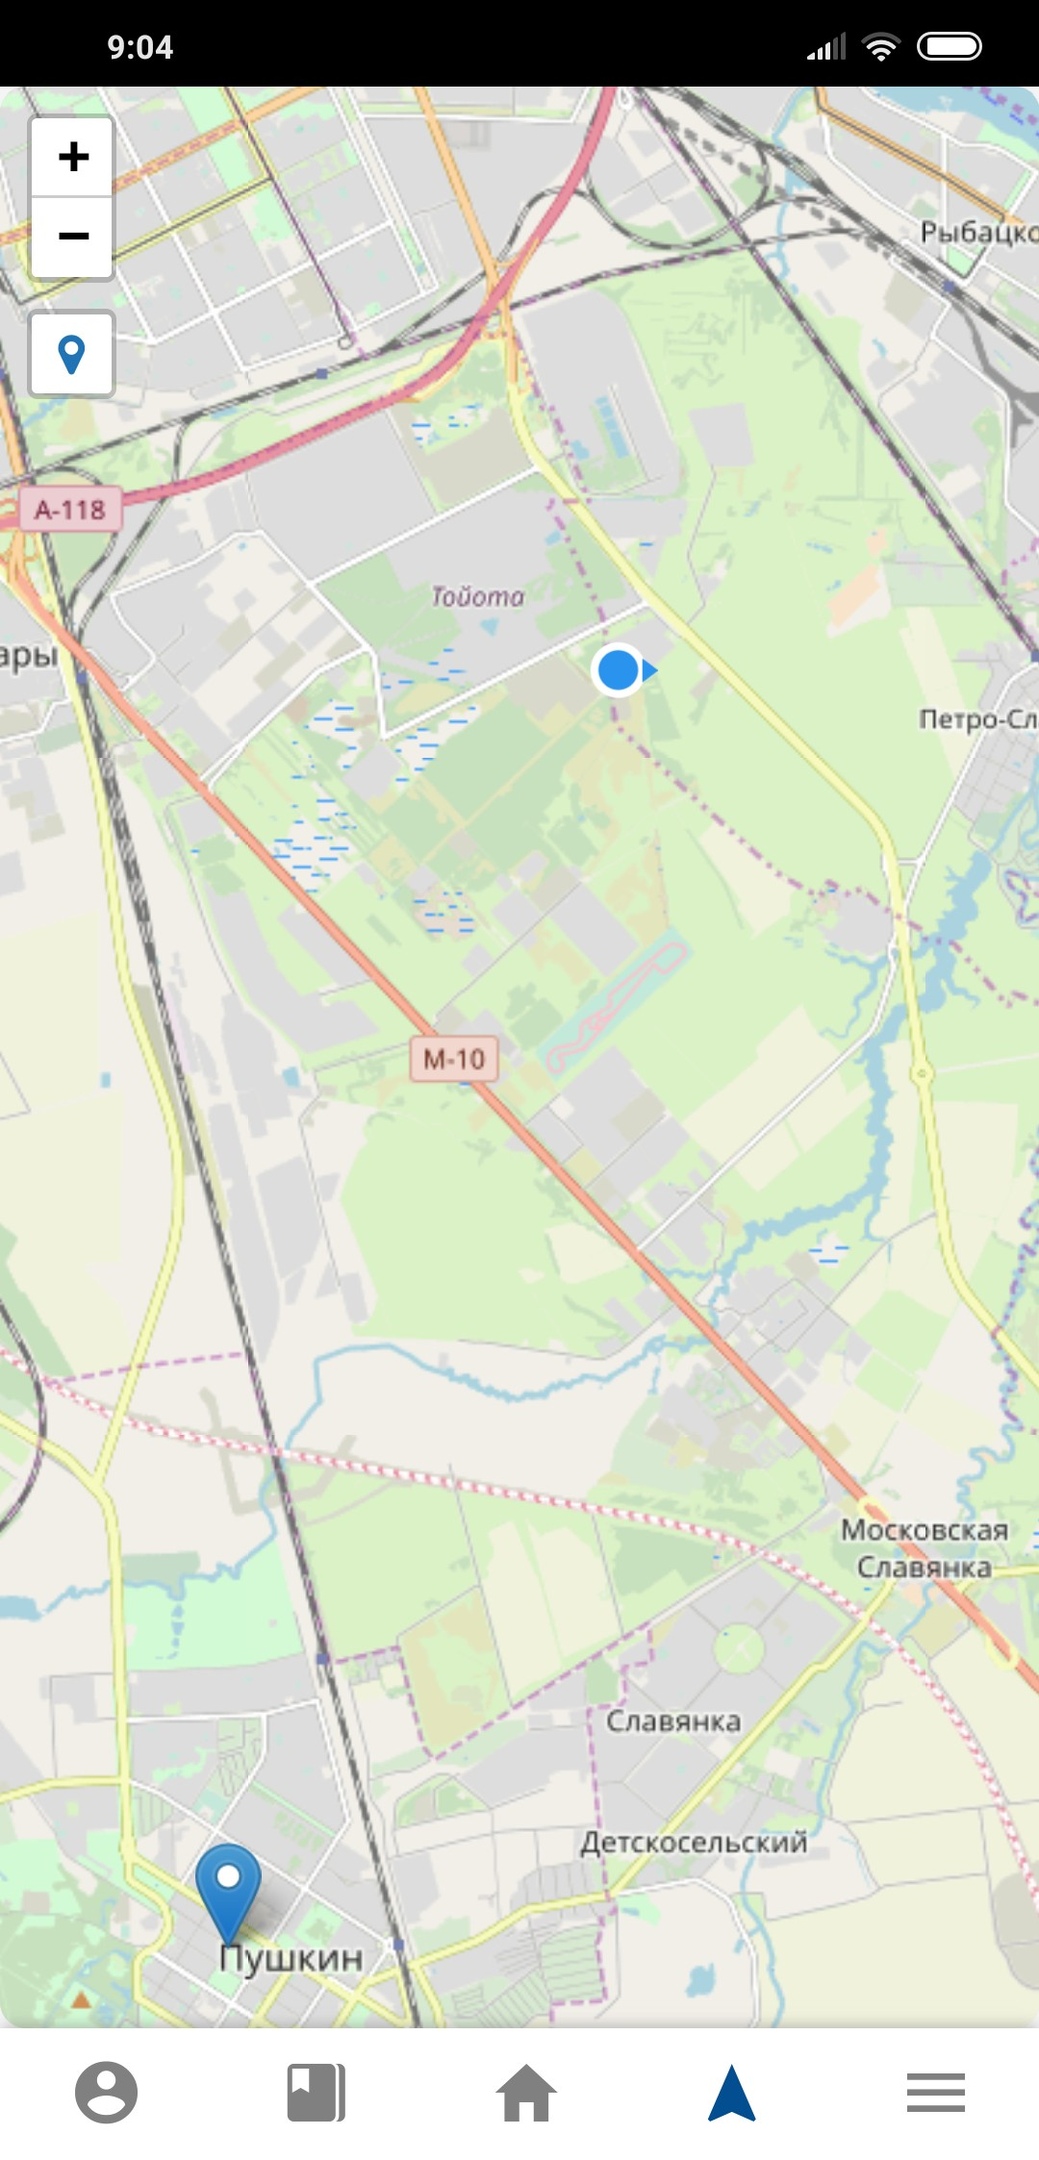 9:04
+
−
Рыбацко
А-118
Тойота
ары
Петро-Сл
М-10
Московская
Славянка
Славянка
Детскосельский
Пушкин